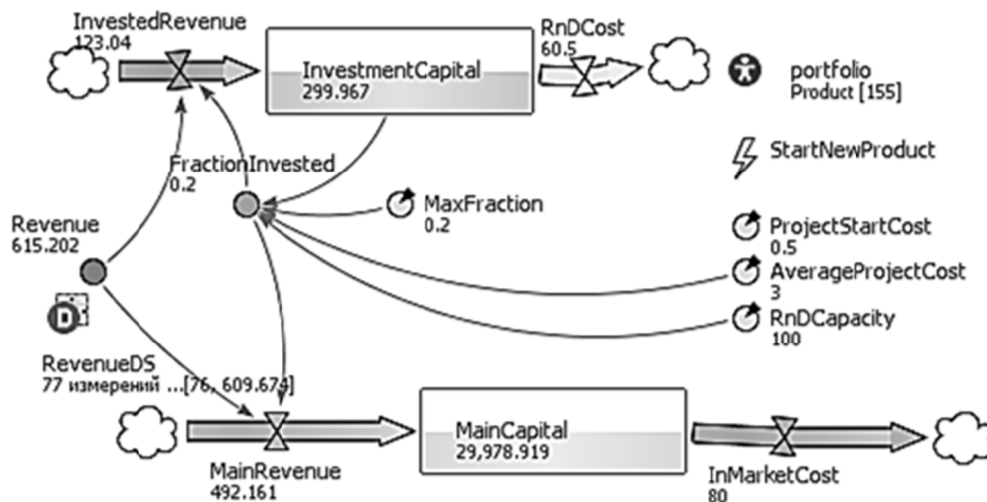 InvestedRevenue
123.04
InvestmentCapital
299.967
RnDCost
60.5
portfolio
Product [155]
StartNewProduct
FractionInvested
0.2
MaxFraction
0.2
Revenue
615.202
ProjectStartCost
0.5
AverageProjectCost
3
RnDCapacity
100
D
RevenueDS
77 измерений ...[76, 609.674]
MainRevenue
492.161
MainCapital
29,978.919
InMarketCost
80